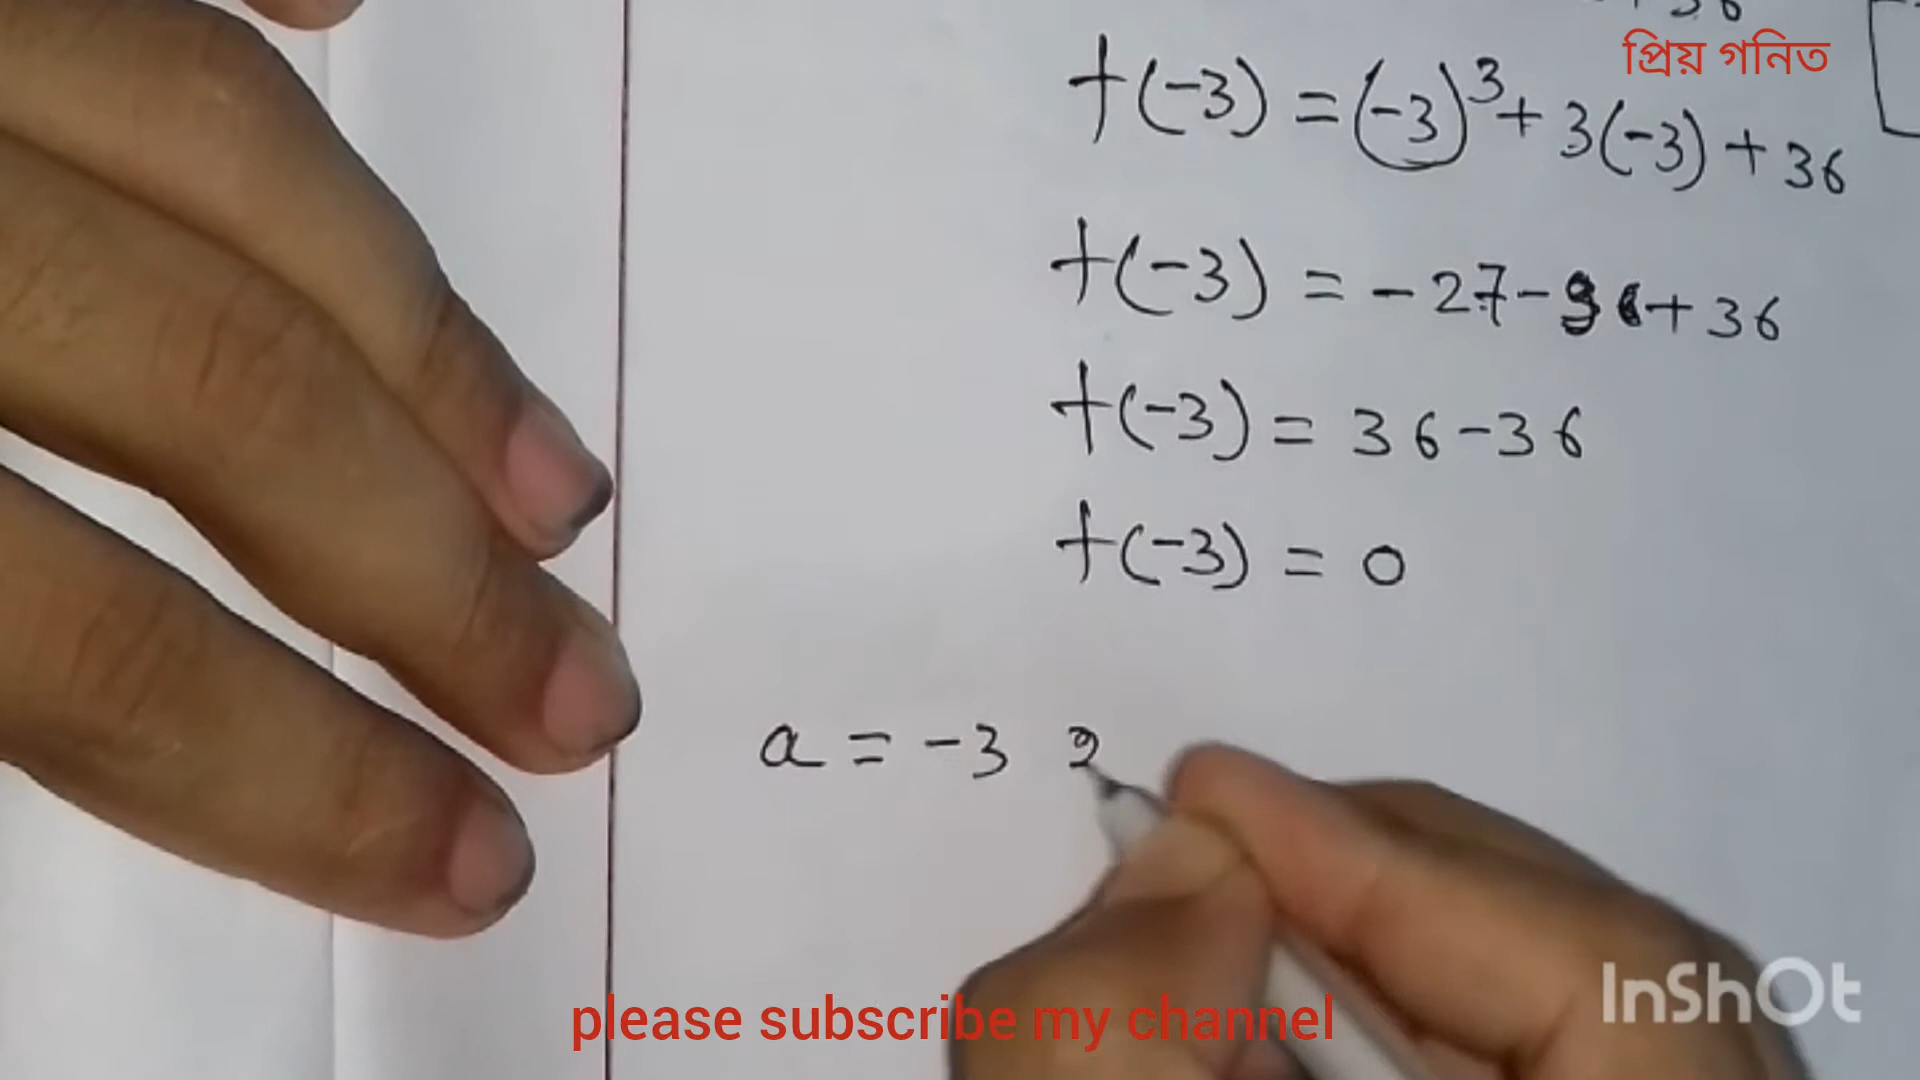 প্রিয় গনিত
f(-3) = (-3)³ + 3(-3) + 36
f(-3) = -27-9+36
f(-3) = 36-36
f(-3) = 0
a = -3
please subscribe my channel
InShOt